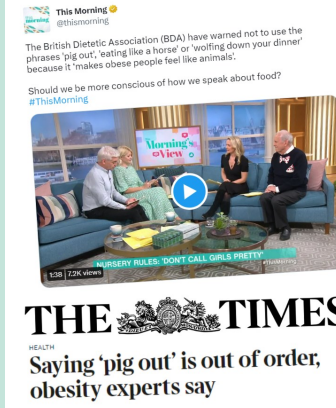 This Morning
@thismorning
The British Dietetic Association (BDA) have warned not to use the
phrases 'pig out', 'eating like a horse' or 'wolfing down your dinner'
because it 'makes obese people feel like animals'.
Should we be more conscious of how we speak about food?
#ThisMorning
Morning's
View
NURSERY RULES: 'DON'T CALL GIRLS PRETTY'
#ThisMorning
1:38 7.2K views
THE TIMES
HEALTH
Saying 'pig out' is out of order,
obesity experts say